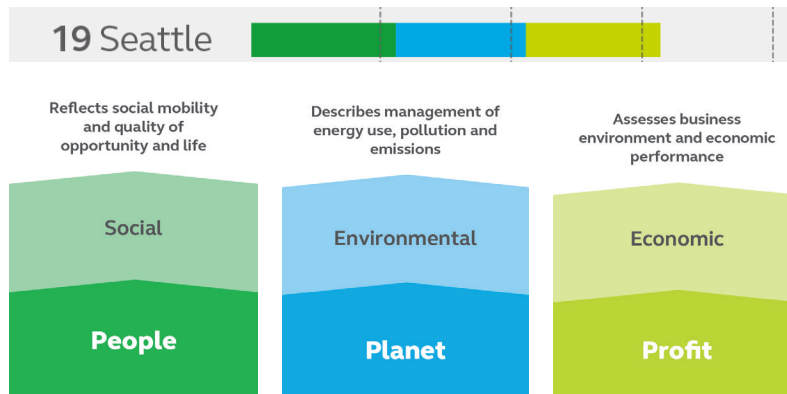 19 Seattle
Reflects social mobility
and quality of
opportunity and life
Social
People
Describes management of
energy use, pollution and
emissions
Environmental
Planet
Assesses business
environment and economic
performance
Economic
Profit